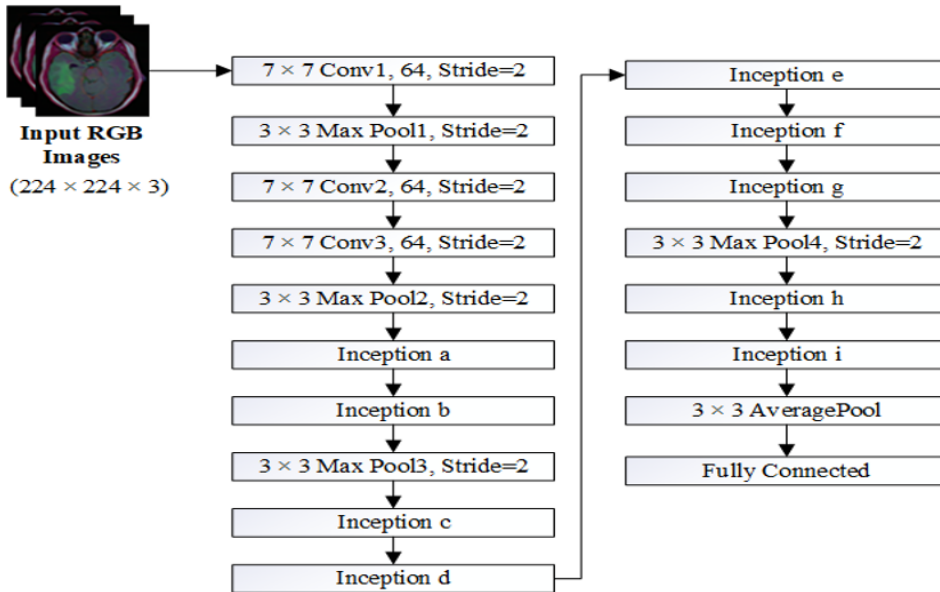 Input RGB
Images
(224 × 224 × 3)
7 × 7 Conv1, 64, Stride=2
3 × 3 Max Pool1, Stride=2
7 × 7 Conv2, 64, Stride=2
7 × 7 Conv3, 64, Stride=2
3 × 3 Max Pool2, Stride=2
Inception a
Inception b
3 × 3 Max Pool3, Stride=2
Inception c
Inception d
Inception e
Inception f
Inception g
3 × 3 Max Pool4, Stride=2
Inception h
Inception i
3 × 3 AveragePool
Fully Connected